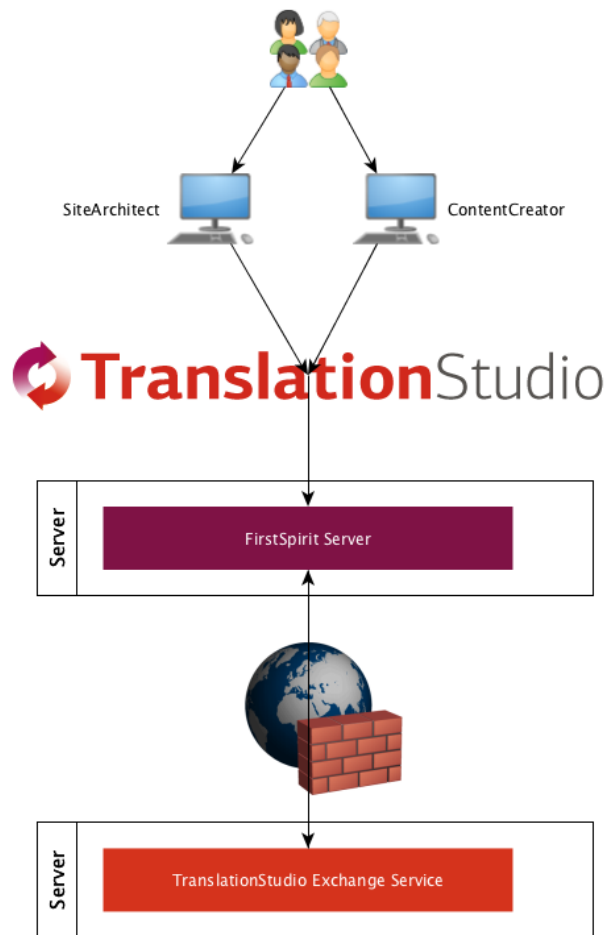 SiteArchitect
ContentCreator
TranslationStudio
Server
FirstSpirit Server
Server
TranslationStudio Exchange Service